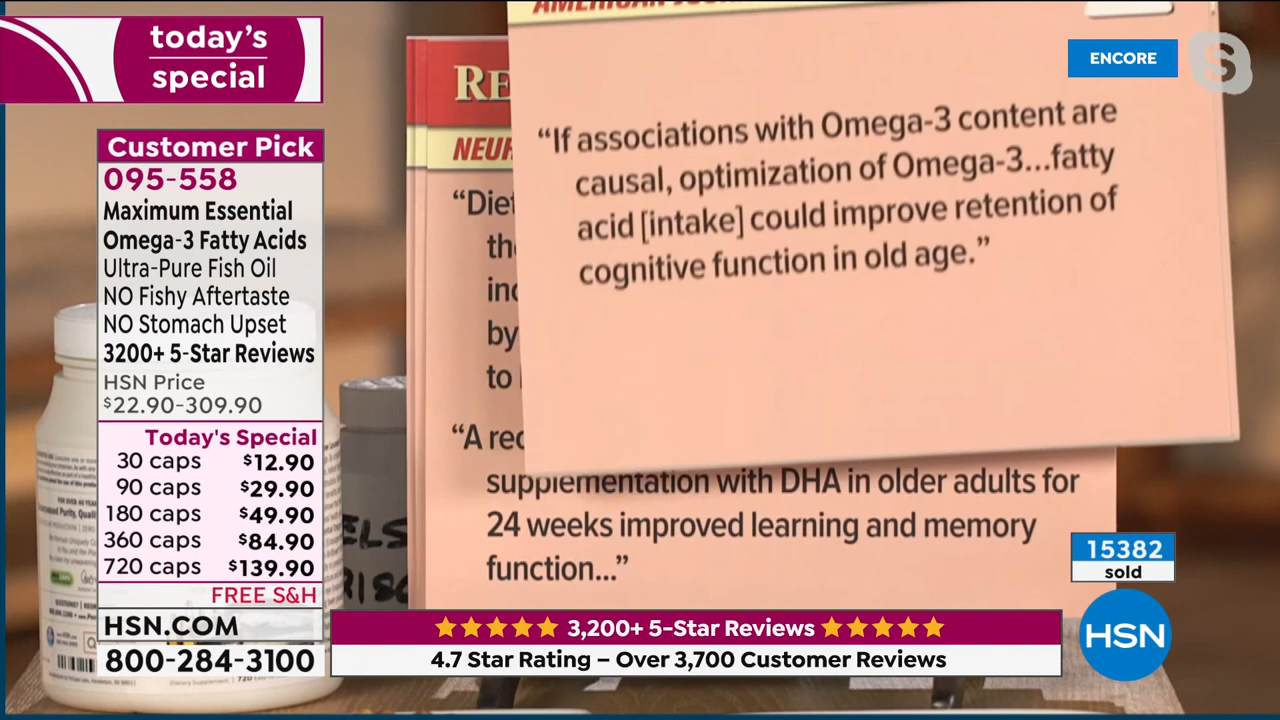 today's
special
Customer Pick
095-558
Maximum Essential
Omega-3 Fatty Acids
Ultra-Pure Fish Oil
NO Fishy Aftertaste
NO Stomach Upset
3200+ 5-Star Reviews
HSN Price
$22.90-309.90
Today's Special
30 caps $12.90
90 caps $29.90
180 caps $49.90
360 caps $84.90
720 caps $139.90
FREE S&H
HSN.COM
800-284-3100
AMERICAN
ENCORE
S
RE
"If associations with Omega-3 content are
causal, optimization of Omega-3...fatty
acid [intake] could improve retention of
cognitive function in old age."
by
to
supplementation with DHA in older adults for
24 weeks improved learning and memory
function..."
15382
sold
HSN
3,200+ 5-Star Reviews
4.7 Star Rating – Over 3,700 Customer Reviews